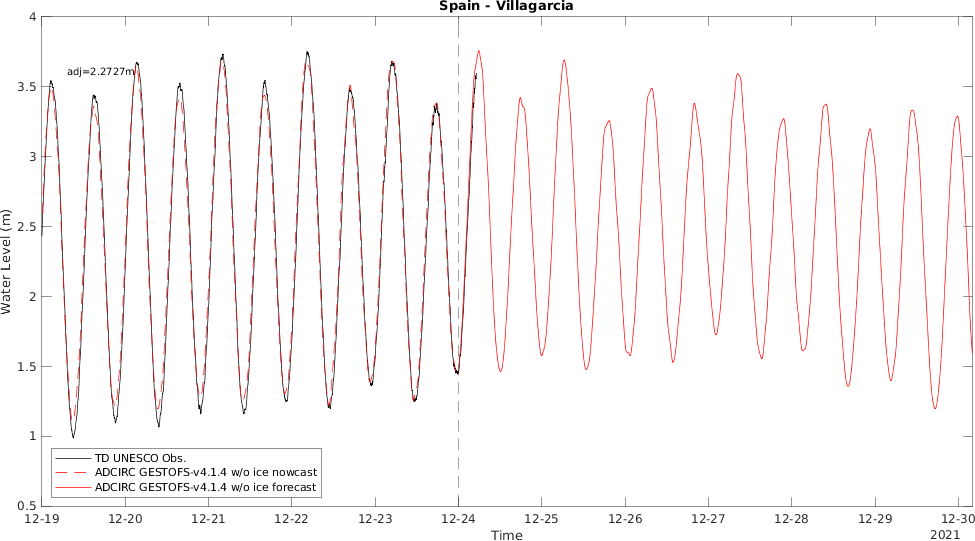 Spain - Villagarcia
4
3.5
3
2.5
2
1.5
1
0.5
Water Level (m)
adj=2.2727m
TD UNESCO Obs.
ADCIRC GESTOFS-v4.1.4 w/o ice nowcast
ADCIRC GESTOFS-v4.1.4 w/o ice forecast
12-19 12-20 12-21 12-22 12-23 12-24 12-25 12-26 12-27 12-28 12-29 12-30
Time
2021